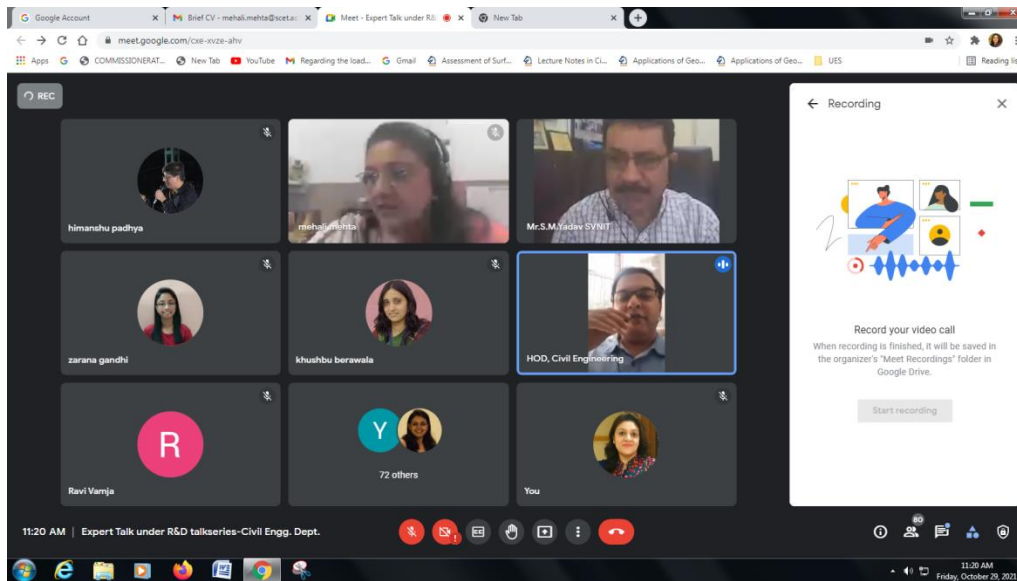 Google Account
Brief CV - mehali.mehta@scet.ac
Meet - Expert Talk under R&
New Tab
meet.google.com/cxe-xvze-ahv
Apps
COMMISSIONERAT...
New Tab
YouTube
Regarding the load...
Gmail
Assessment of Surf...
Lecture Notes in Ci...
Applications of Geo...
Applications of Geo...
UES
Reading lis
REC
Recording
himanshu padhya
mehali mehta
Mr.S.M.Yadav SVNIT
zarana gandhi
khushbu berawala
HOD, Civil Engineering
Record your video call
When recording is finished, it will be saved in
the organizer's "Meet Recordings" folder in
Google Drive.
Start recording
R
Ravi Vamja
Y
72 others
You
11:20 AM | Expert Talk under R&D talkseries-Civil Engg. Dept.
CC
80
11:20 AM
Friday, October 29, 2021